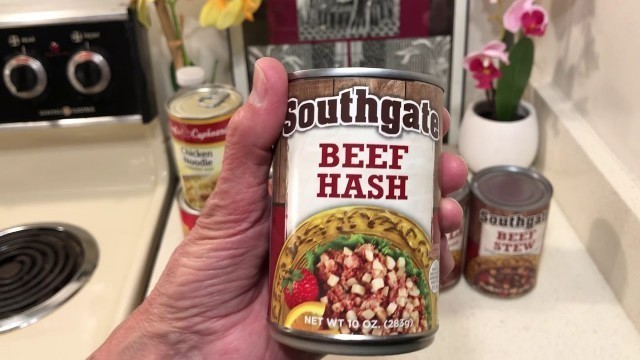 Southgate
BEEF
HASH
NET WT 10 OZ. (283g)
Chicken
Noodle
Southgate
BEEF
STEW